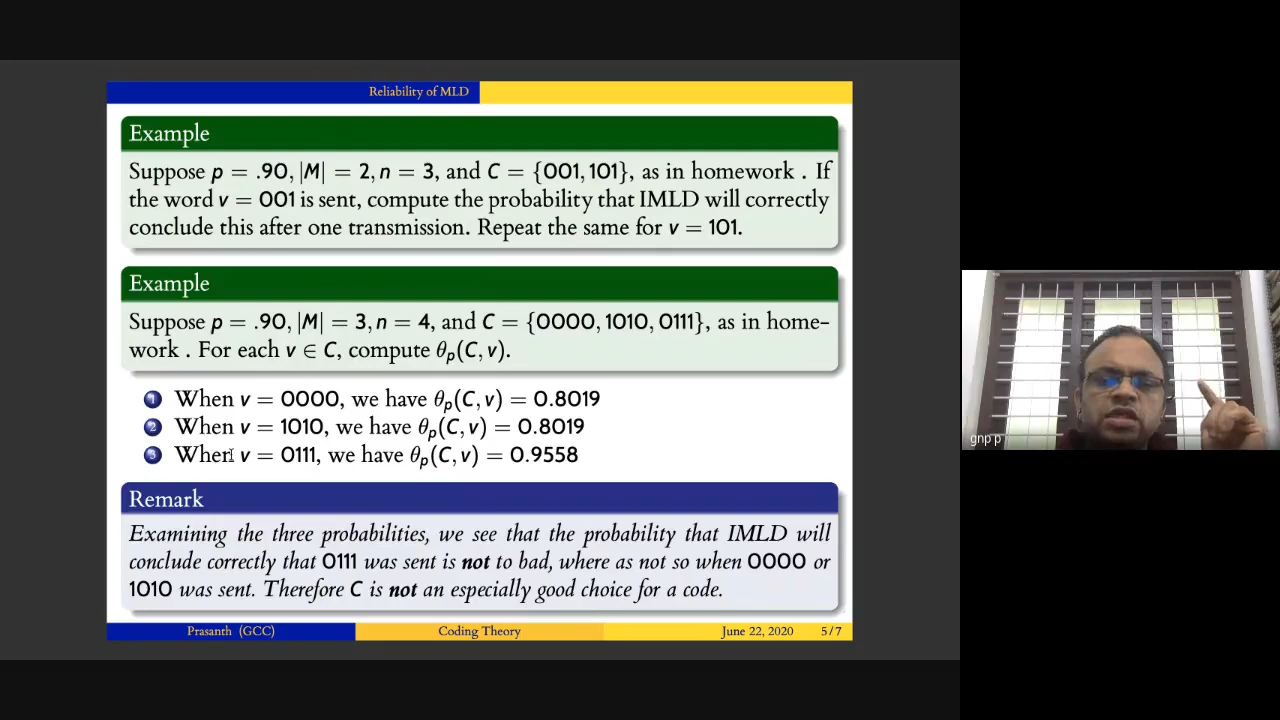 Reliability of MLD
Example
Suppose p = .90, |M| = 2, n = 3, and C = {001, 101}, as in homework . If
the word v = 001 is sent, compute the probability that IMLD will correctly
conclude this after one transmission. Repeat the same for v = 101.
Example
Suppose p = .90, |M| = 3, n = 4, and C = {0000, 1010, 0111}, as in home-
work . For each v ∈ C, compute θp(C, v).
1 When v = 0000, we have θp(C, v) = 0.8019
2 When v = 1010, we have θp(C, v) = 0.8019
3 When v = 0111, we have θp(C, v) = 0.9558
Remark
Examining the three probabilities, we see that the probability that IMLD will
conclude correctly that 0111 was sent is not to bad, where as not so when 0000 or
1010 was sent. Therefore C is not an especially good choice for a code.
Prasanth (GCC) Coding Theory June 22, 2020 5/7
gnp p